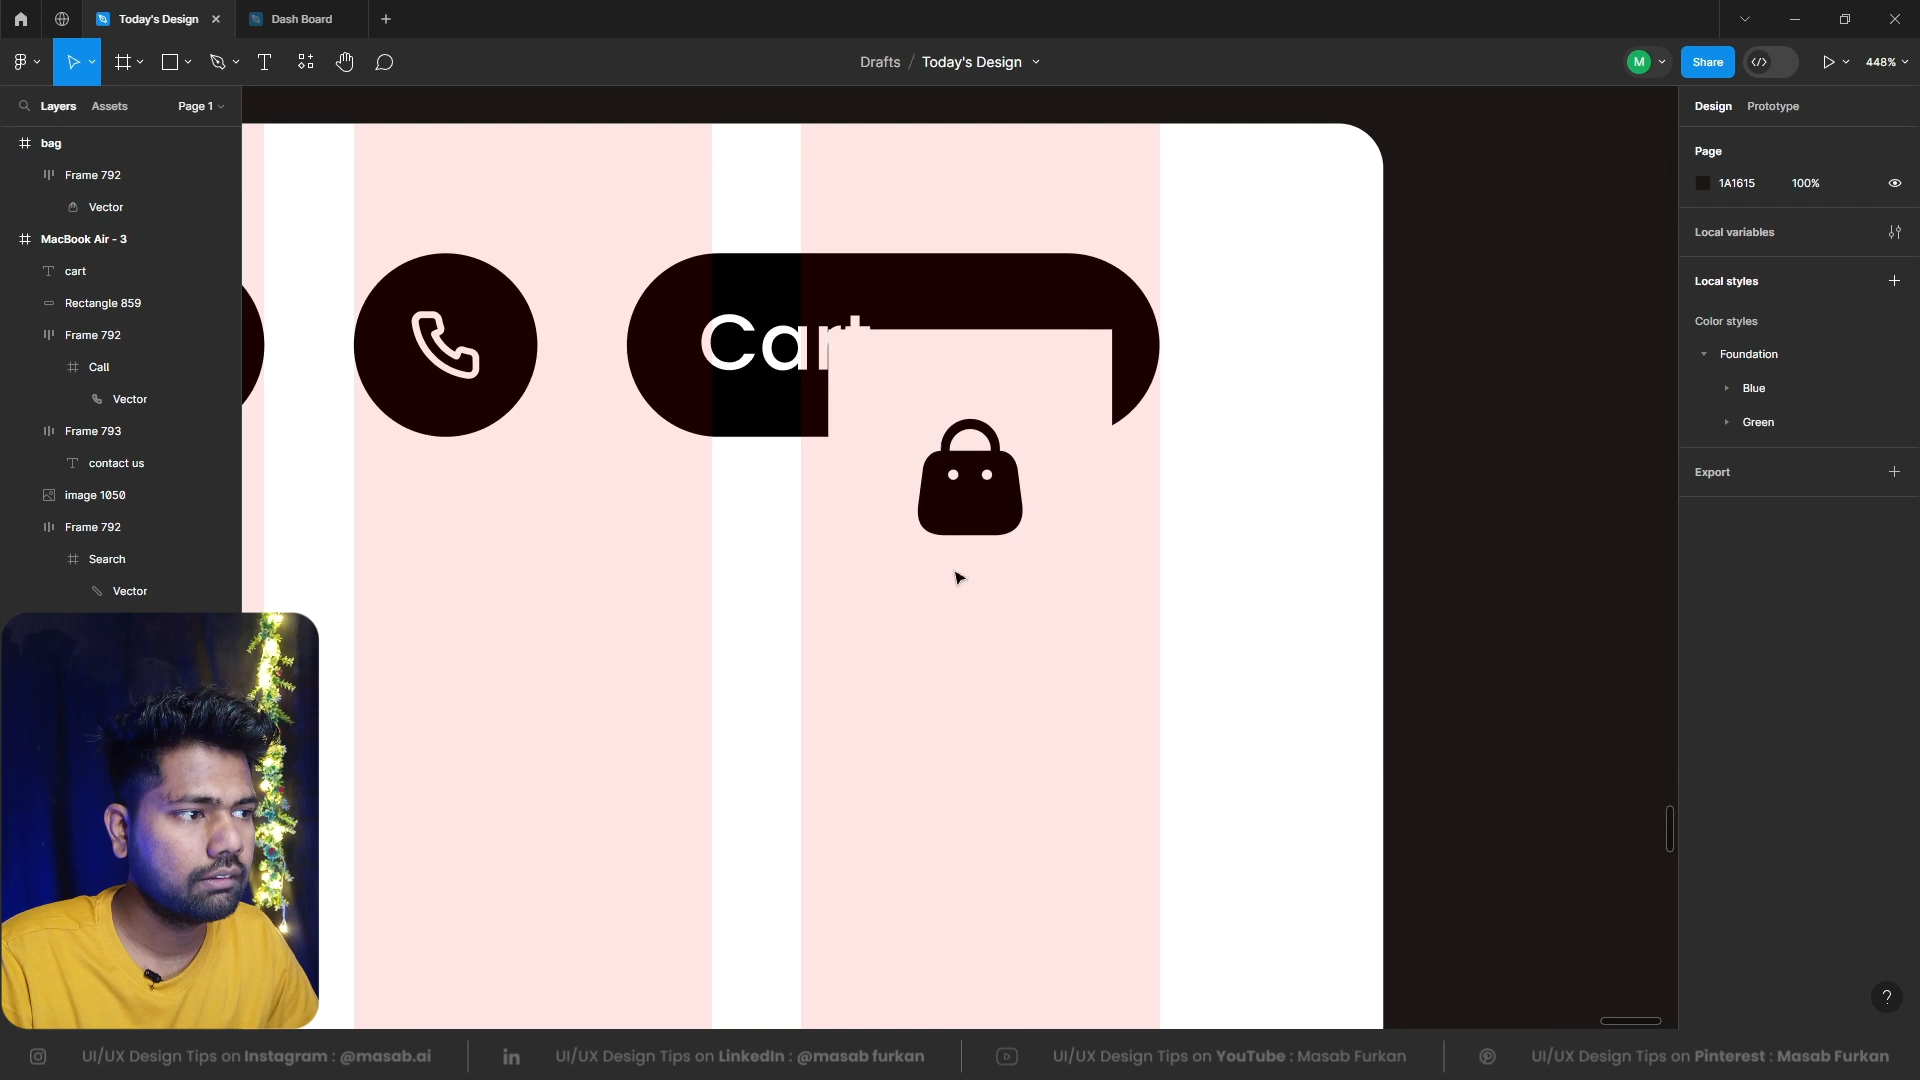 Today's Design
Dash Board
Drafts / Today's Design
M
Share
448%
Layers
Assets
Page 1
bag
Frame 792
Vector
MacBook Air - 3
cart
Rectangle 859
Frame 792
Call
Vector
Frame 793
contact us
image 1050
Frame 792
Search
Vector
Cart
Design
Prototype
Page
1A1615
100%
Local variables
Local styles
Color styles
Foundation
Blue
Green
Export
?
UI/UX Design Tips on Instagram : @masab.ai
in
UI/UX Design Tips on LinkedIn : @masab furkan
UI/UX Design Tips on YouTube : Masab Furkan
UI/UX Design Tips on Pinterest : Masab Furkan